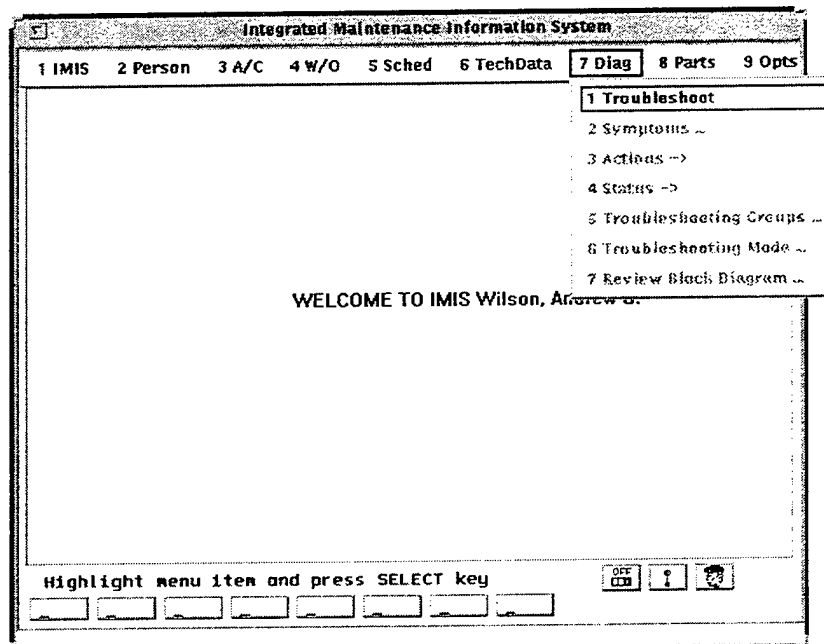 Integrated Maintenance Information System
1 IMIS 2 Person 3 A/C 4 W/O 5 Sched 6 TechData 7 Diag 8 Parts 9 Opts
1 Troubleshoot
2 Symptoms ...
3 Actions ->
4 Status ->
5 Troubleshooting Groups ...
6 Troubleshooting Mode ...
7 Review Block Diagram ...
WELCOME TO IMIS Wilson, Andrew
Highlight menu item and press SELECT key
OFF